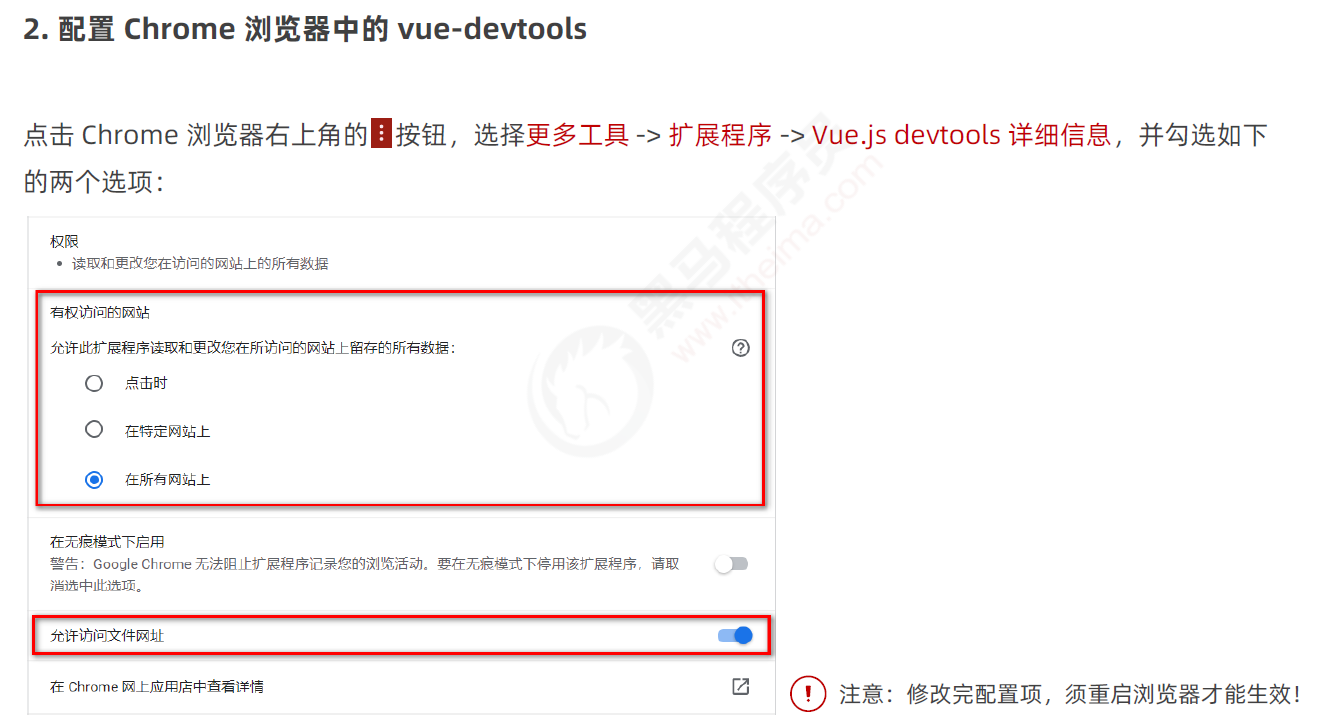 2. 配置 Chrome 浏览器中的 vue-devtools
点击 Chrome 浏览器右上角的 按钮，选择更多工具 -> 扩展程序 -> Vue.js devtools 详细信息，并勾选如下
的两个选项：
权限
• 读取和更改您在访问的网站上的所有数据
有权访问的网站
允许此扩展程序读取和更改您在所访问的网站上留存的所有数据：
点击时
在特定网站上
在所有网站上
在无痕模式下启用
警告：Google Chrome 无法阻止扩展程序记录您的浏览活动。要在无痕模式下停用该扩展程序，请取
消选中此选项。
允许访问文件网址
在 Chrome 网上应用店中查看详情
注意：修改完配置项，须重启浏览器才能生效！
黑马程序员
www.itheima.com